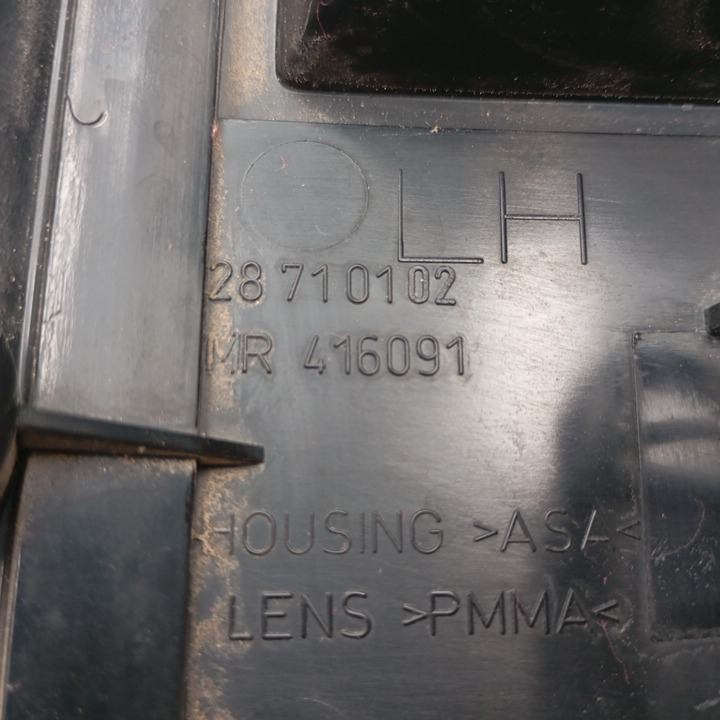 LH
28 710102
MR 416091
HOUSING >ASA<
LENS >PMMA<